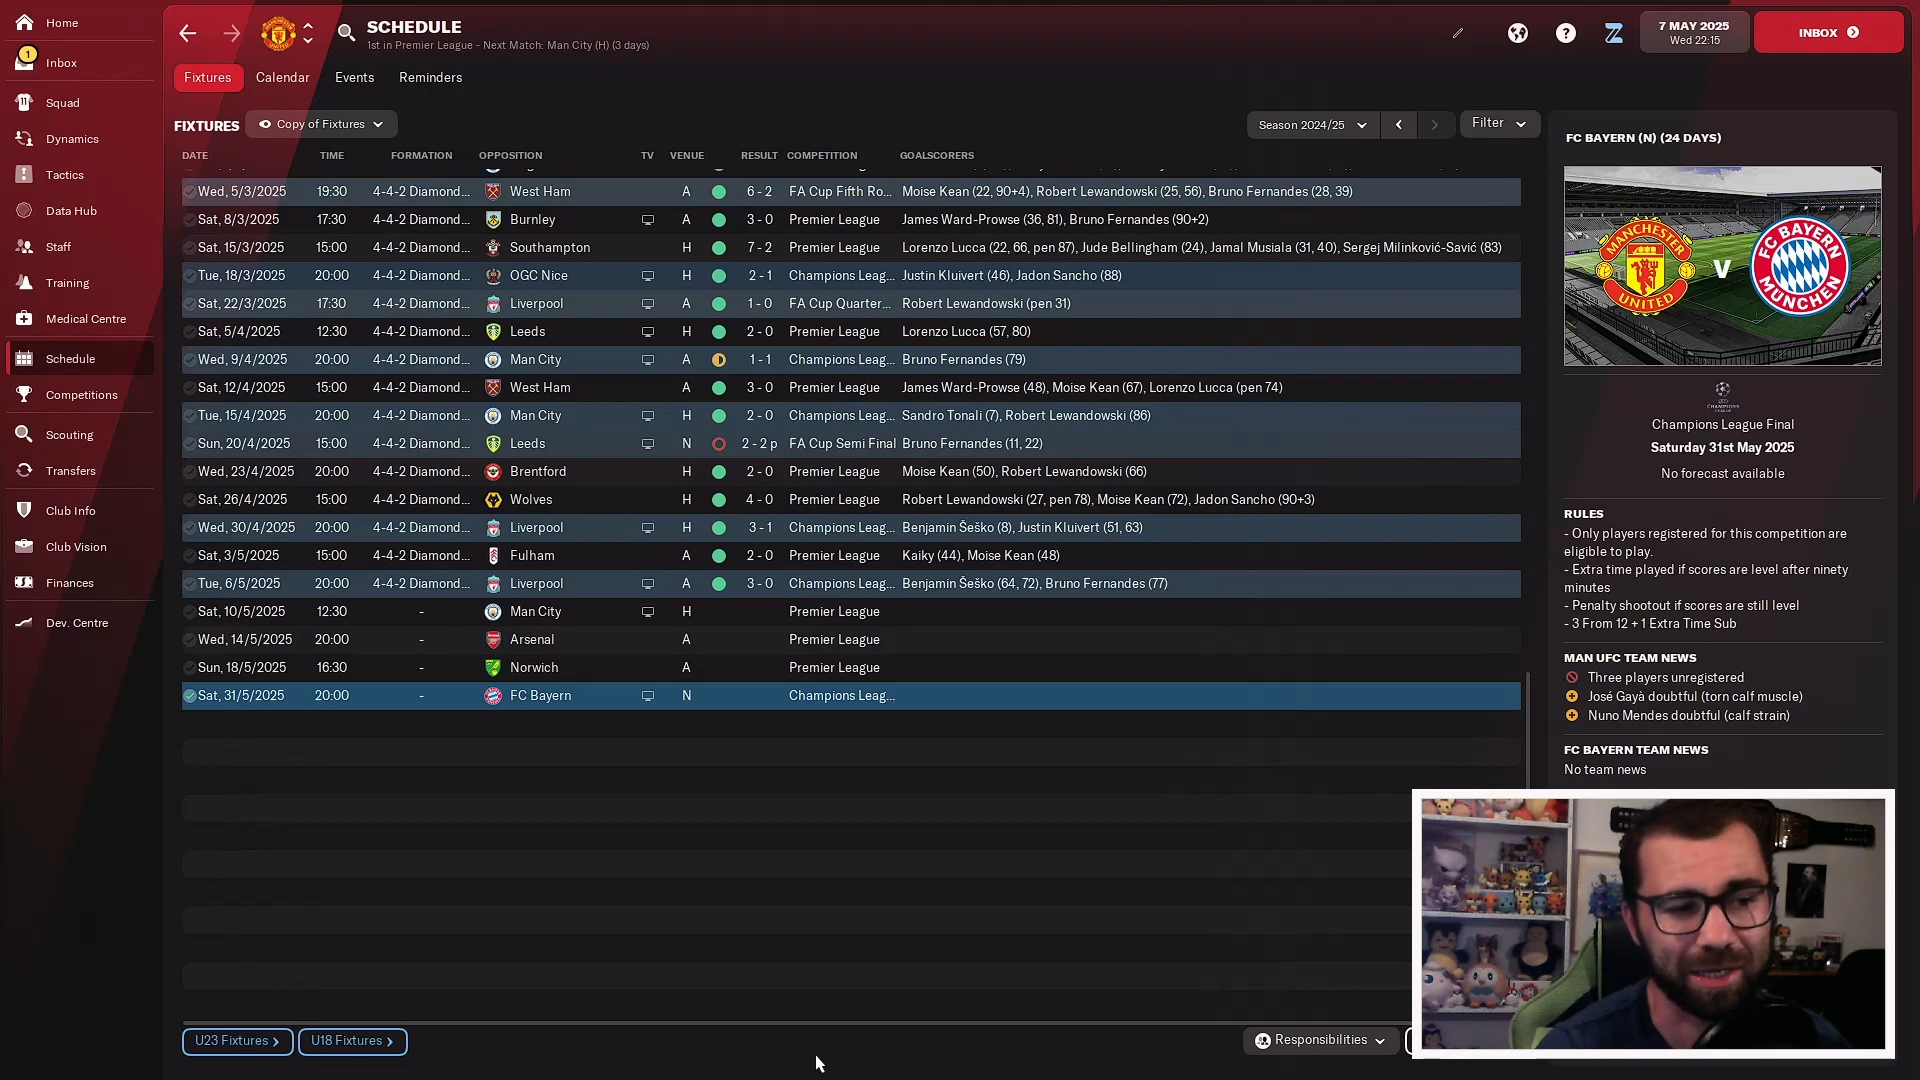 Home
1
Inbox
Squad
Dynamics
Tactics
Data Hub
Staff
Training
Medical Centre
Schedule
Competitions
Scouting
Transfers
Club Info
Club Vision
Finances
Dev. Centre
SCHEDULE
1st in Premier League - Next Match: Man City (H) (3 days)
7 MAY 2025
Wed 22:15
INBOX
Fixtures Calendar Events Reminders
FIXTURES Copy of Fixtures Season 2024/25 Filter
DATE TIME FORMATION OPPOSITION TV VENUE RESULT COMPETITION GOALSCORERS
Wed, 5/3/2025 19:30 4-4-2 Diamond... West Ham A 6 - 2 FA Cup Fifth Ro... Moise Kean (22, 90+4), Robert Lewandowski (25, 56), Bruno Fernandes (28, 39)
Sat, 8/3/2025 17:30 4-4-2 Diamond... Burnley A 3 - 0 Premier League James Ward-Prowse (36, 81), Bruno Fernandes (90+2)
Sat, 15/3/2025 15:00 4-4-2 Diamond... Southampton H 7 - 2 Premier League Lorenzo Lucca (22, 66, pen 87), Jude Bellingham (24), Jamal Musiala (31, 40), Sergej Milinković-Savić (83)
Tue, 18/3/2025 20:00 4-4-2 Diamond... OGC Nice H 2 - 1 Champions Leag... Justin Kluivert (46), Jadon Sancho (88)
Sat, 22/3/2025 17:30 4-4-2 Diamond... Liverpool A 1 - 0 FA Cup Quarter... Robert Lewandowski (pen 31)
Sat, 5/4/2025 12:30 4-4-2 Diamond... Leeds H 2 - 0 Premier League Lorenzo Lucca (57, 80)
Wed, 9/4/2025 20:00 4-4-2 Diamond... Man City A 1 - 1 Champions Leag... Bruno Fernandes (79)
Sat, 12/4/2025 15:00 4-4-2 Diamond... West Ham A 3 - 0 Premier League James Ward-Prowse (48), Moise Kean (67), Lorenzo Lucca (pen 74)
Tue, 15/4/2025 20:00 4-4-2 Diamond... Man City H 2 - 0 Champions Leag... Sandro Tonali (7), Robert Lewandowski (86)
Sun, 20/4/2025 15:00 4-4-2 Diamond... Leeds N 2 - 2 p FA Cup Semi Final Bruno Fernandes (11, 22)
Wed, 23/4/2025 20:00 4-4-2 Diamond... Brentford H 2 - 0 Premier League Moise Kean (50), Robert Lewandowski (66)
Sat, 26/4/2025 15:00 4-4-2 Diamond... Wolves H 4 - 0 Premier League Robert Lewandowski (27, pen 78), Moise Kean (72), Jadon Sancho (90+3)
Wed, 30/4/2025 20:00 4-4-2 Diamond... Liverpool H 3 - 1 Champions Leag... Benjamin Šeško (8), Justin Kluivert (51, 63)
Sat, 3/5/2025 15:00 4-4-2 Diamond... Fulham A 2 - 0 Premier League Kaiky (44), Moise Kean (48)
Tue, 6/5/2025 20:00 4-4-2 Diamond... Liverpool A 3 - 0 Champions Leag... Benjamin Šeško (64, 72), Bruno Fernandes (77)
Sat, 10/5/2025 12:30 - Man City H Premier League
Wed, 14/5/2025 20:00 - Arsenal A Premier League
Sun, 18/5/2025 16:30 - Norwich A Premier League
Sat, 31/5/2025 20:00 - FC Bayern N Champions Leag...
U23 Fixtures U18 Fixtures Responsibilities
FC BAYERN (N) (24 DAYS)
MANCHESTER
UNITED
V
FC BAYERN
MÜNCHEN
CHAMPIONS
LEAGUE
Champions League Final
Saturday 31st May 2025
No forecast available
RULES
- Only players registered for this competition are
eligible to play.
- Extra time played if scores are level after ninety
minutes
- Penalty shootout if scores are still level
- 3 From 12 + 1 Extra Time Sub
MAN UFC TEAM NEWS
Three players unregistered
José Gayà doubtful (torn calf muscle)
Nuno Mendes doubtful (calf strain)
FC BAYERN TEAM NEWS
No team news